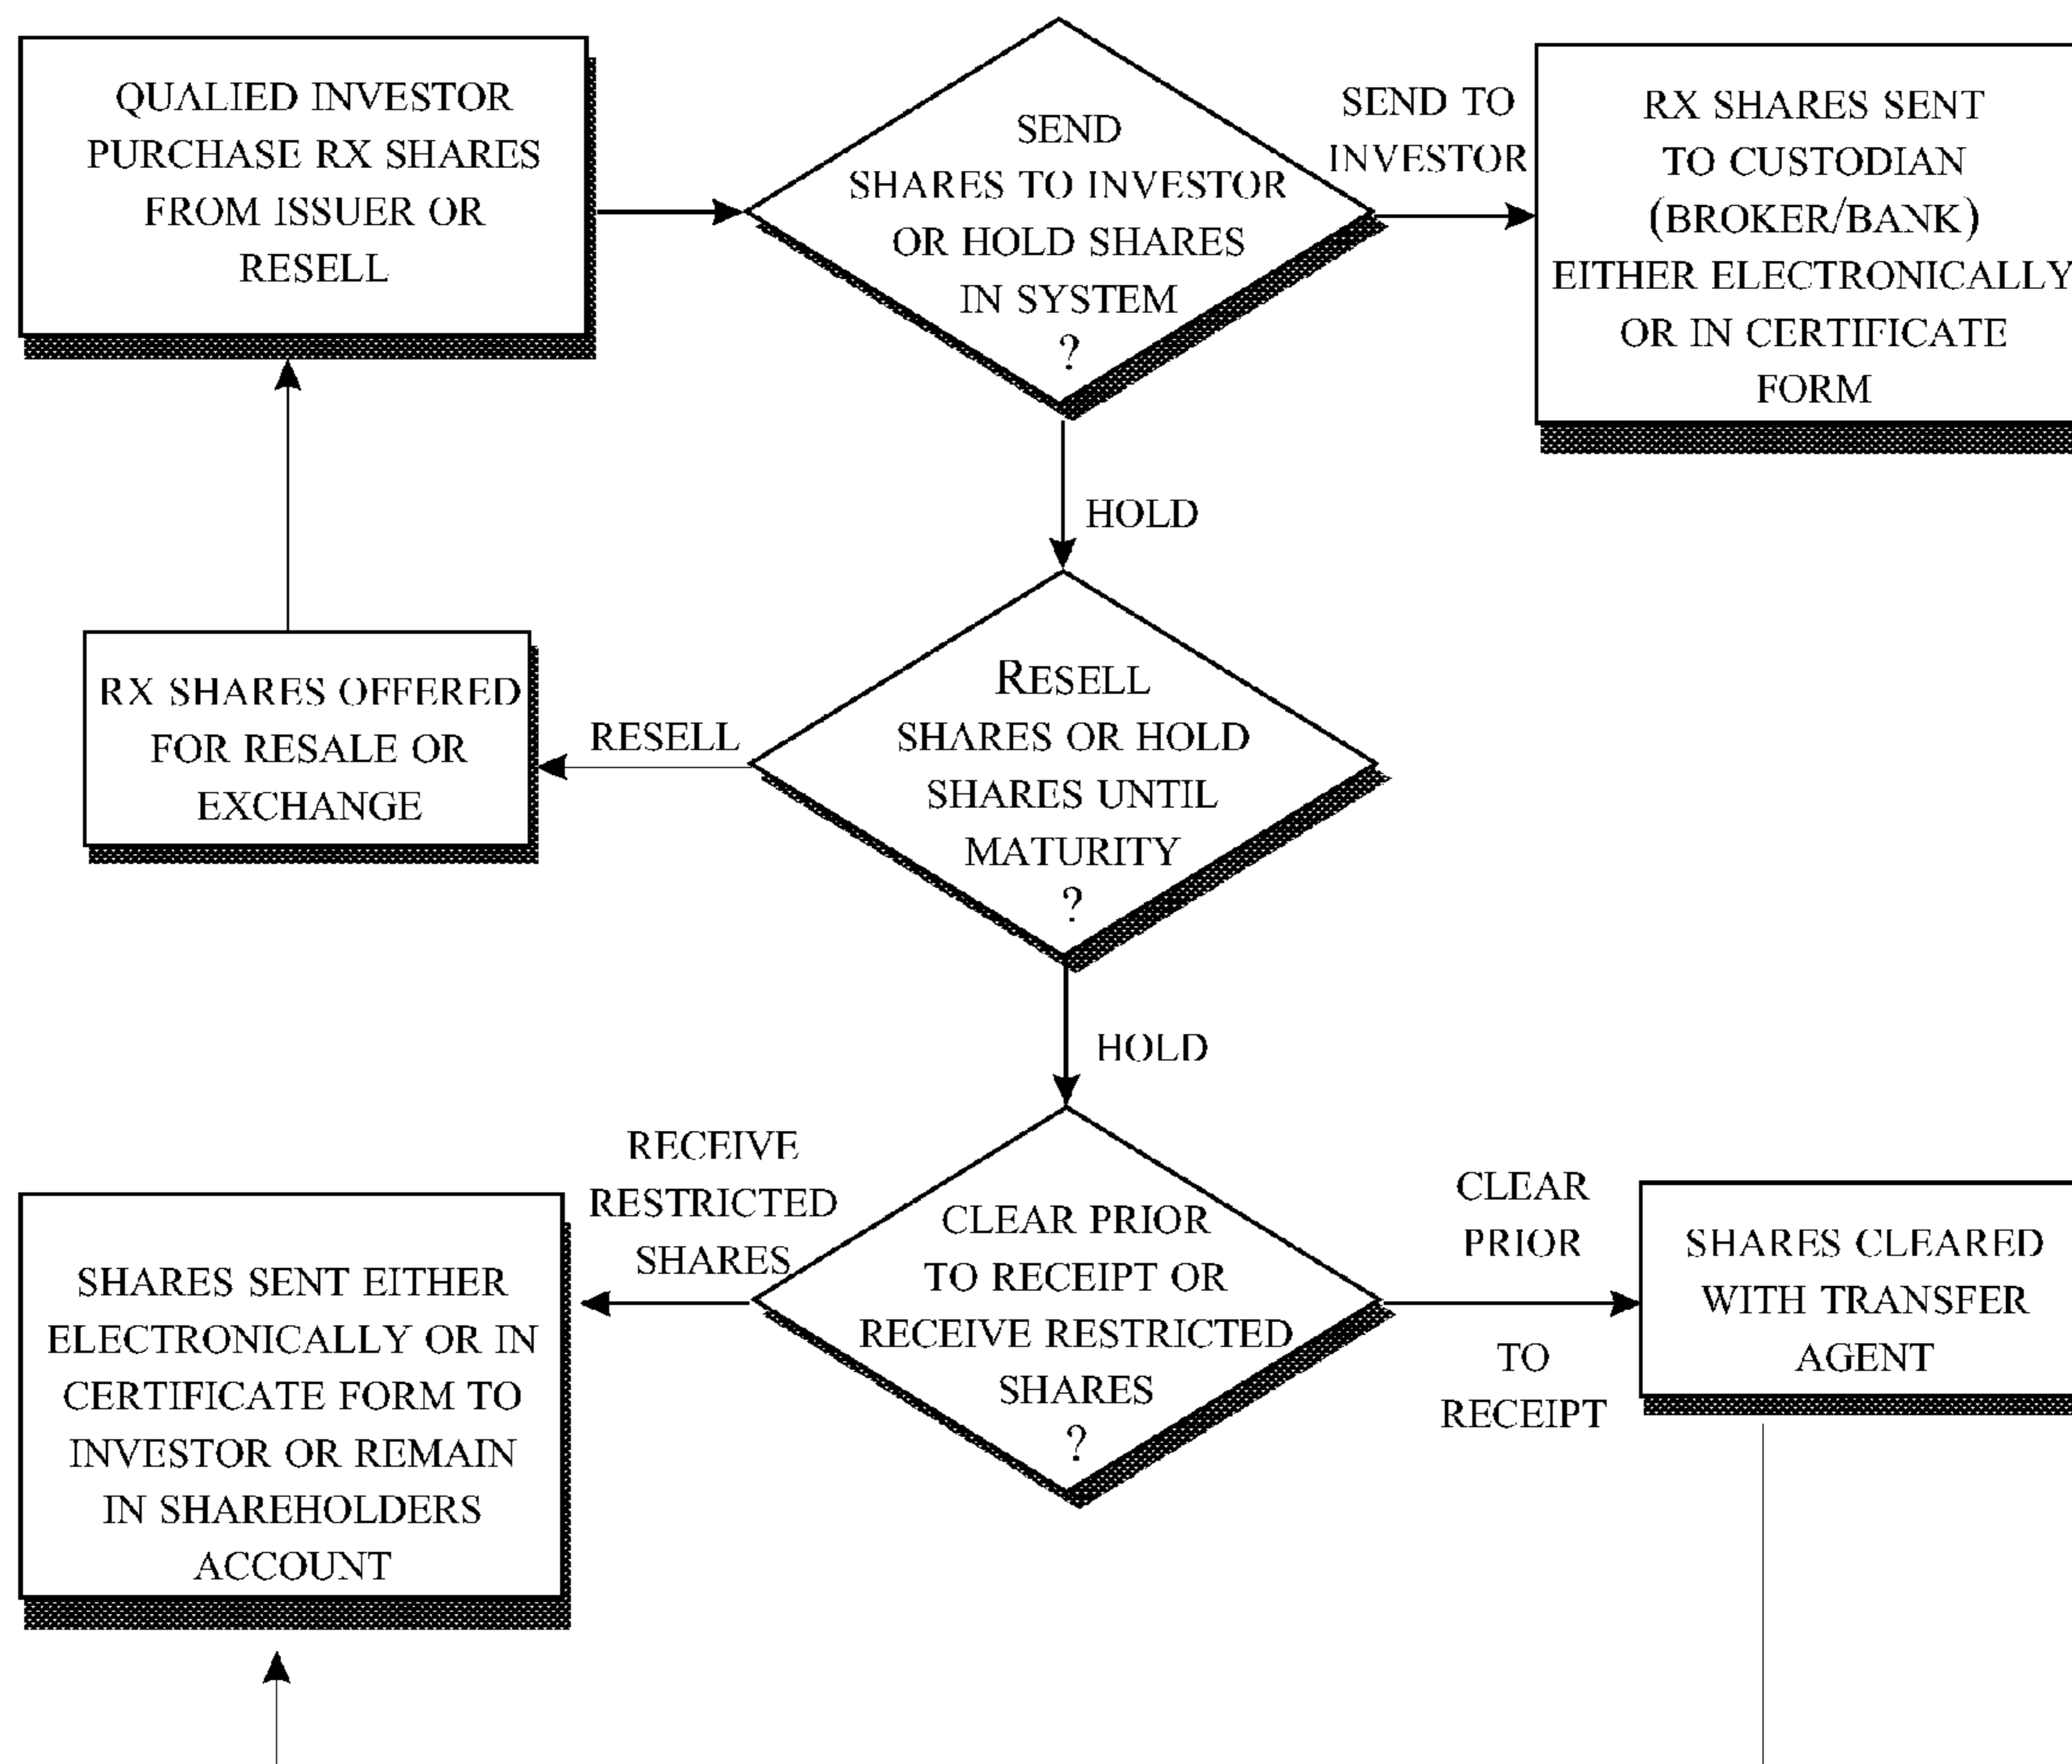 QUALIED INVESTOR
PURCHASE RX SHARES
FROM ISSUER OR
RESELL
SEND
SHARES TO INVESTOR
OR HOLD SHARES
IN SYSTEM
?
SEND TO
INVESTOR
RX SHARES SENT
TO CUSTODIAN
(BROKER/BANK)
EITHER ELECTRONICALLY
OR IN CERTIFICATE
FORM
HOLD
RX SHARES OFFERED
FOR RESALE OR
EXCHANGE
RESELL
RESELL
SHARES OR HOLD
SHARES UNTIL
MATURITY
?
HOLD
SHARES SENT EITHER
ELECTRONICALLY OR IN
CERTIFICATE FORM TO
INVESTOR OR REMAIN
IN SHAREHOLDERS
ACCOUNT
RECEIVE
RESTRICTED
SHARES
CLEAR PRIOR
TO RECEIPT OR
RECEIVE RESTRICTED
SHARES
?
CLEAR
PRIOR
TO
RECEIPT
SHARES CLEARED
WITH TRANSFER
AGENT